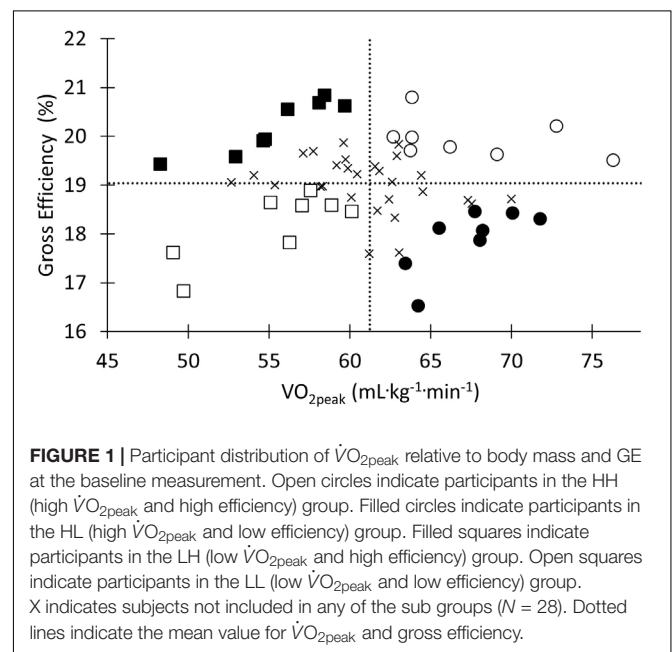 22
21
20
19
18
17
16
Gross Efficiency (%)
45 50 55 60 65 70 75
VO2peak (mL·kg-1·min-1)
FIGURE 1 | Participant distribution of V̇O2peak relative to body mass and GE
at the baseline measurement. Open circles indicate participants in the HH
(high V̇O2peak and high efficiency) group. Filled circles indicate participants in
the HL (high V̇O2peak and low efficiency) group. Filled squares indicate
participants in the LH (low V̇O2peak and high efficiency) group. Open squares
indicate participants in the LL (low V̇O2peak and low efficiency) group.
X indicates subjects not included in any of the sub groups (N = 28). Dotted
lines indicate the mean value for V̇O2peak and gross efficiency.